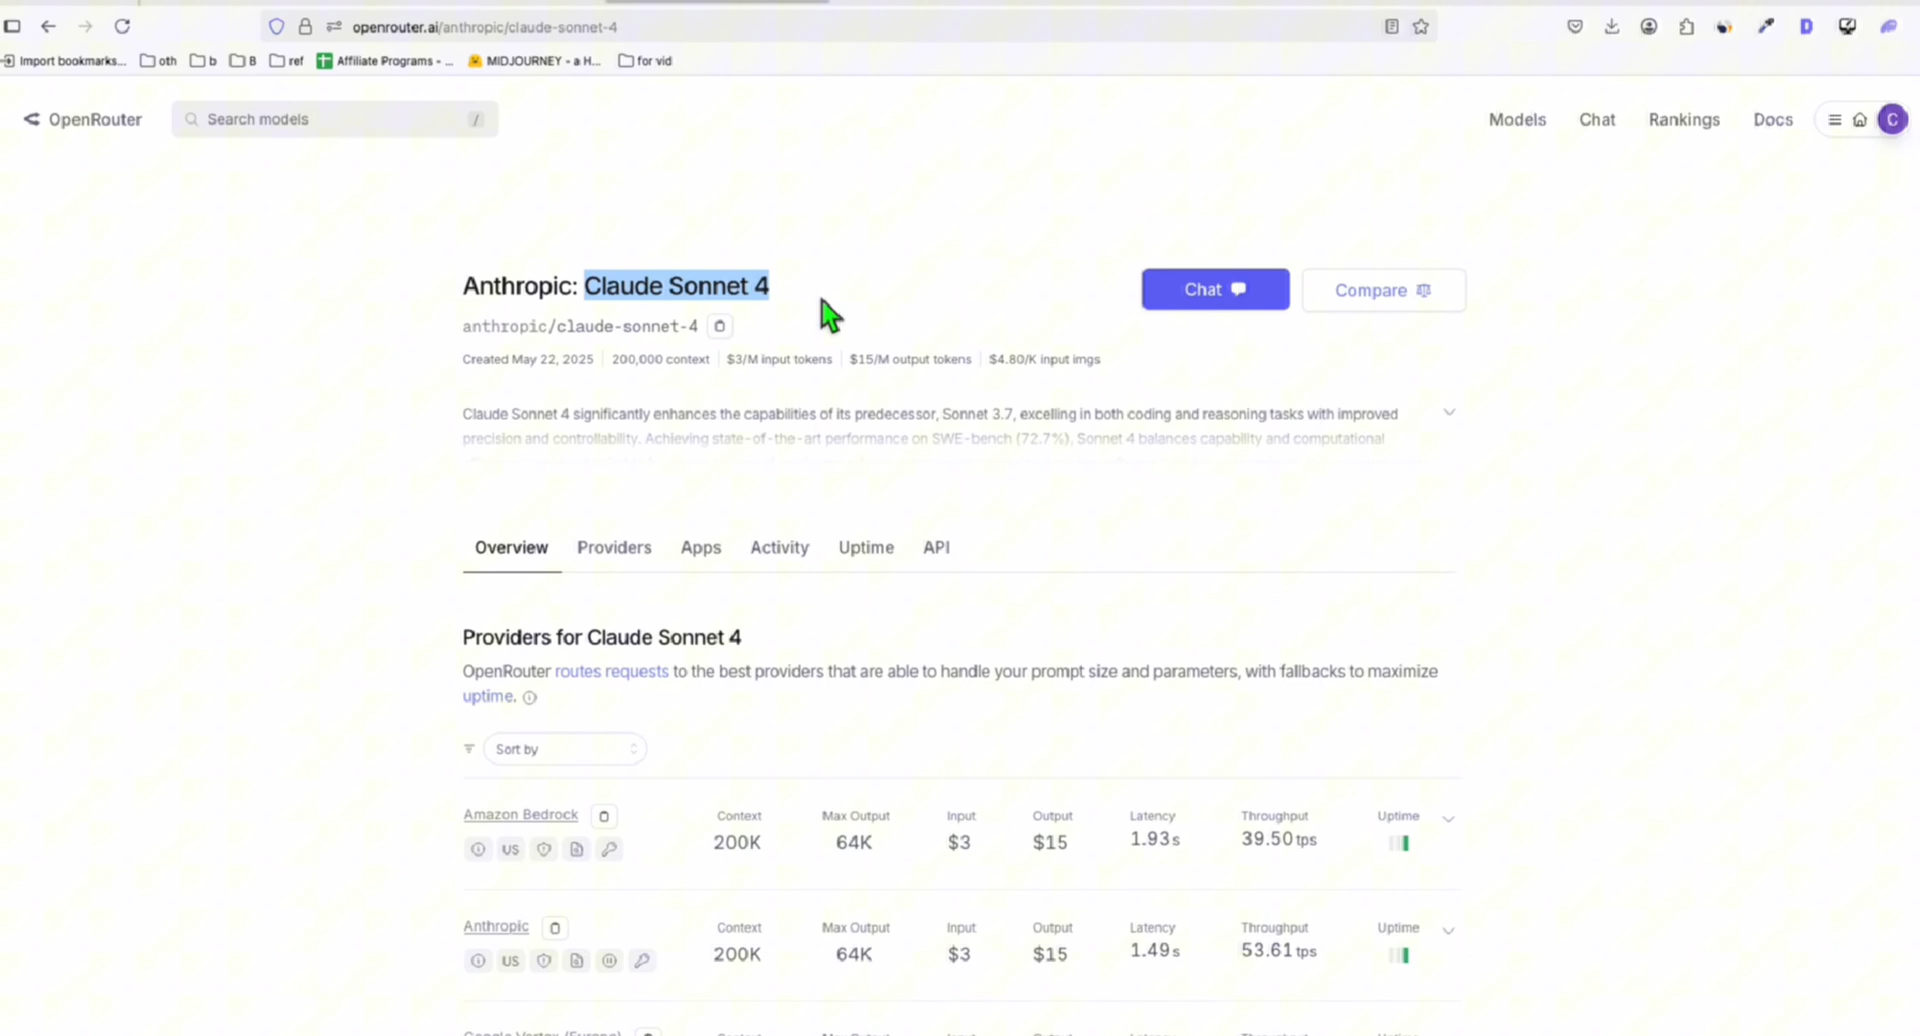 openrouter.ai/anthropic/claude-sonnet-4
Import bookmarks... oth b B ref Affiliate Programs - ... MIDJOURNEY - a H... for vid
OpenRouter Search models / Models Chat Rankings Docs C
Anthropic: Claude Sonnet 4 Chat Compare
anthropic/claude-sonnet-4
Created May 22, 2025 200,000 context $3/M input tokens $15/M output tokens $4.80/K input imgs
Claude Sonnet 4 significantly enhances the capabilities of its predecessor, Sonnet 3.7, excelling in both coding and reasoning tasks with improved
precision and controllability. Achieving state-of-the-art performance on SWE-bench (72.7%), Sonnet 4 balances capability and computational
Overview Providers Apps Activity Uptime API
Providers for Claude Sonnet 4
OpenRouter routes requests to the best providers that are able to handle your prompt size and parameters, with fallbacks to maximize
uptime.
Sort by
Amazon Bedrock Context Max Output Input Output Latency Throughput Uptime
US 200K 64K $3 $15 1.93s 39.50tps
Anthropic Context Max Output Input Output Latency Throughput Uptime
US 200K 64K $3 $15 1.49s 53.61tps